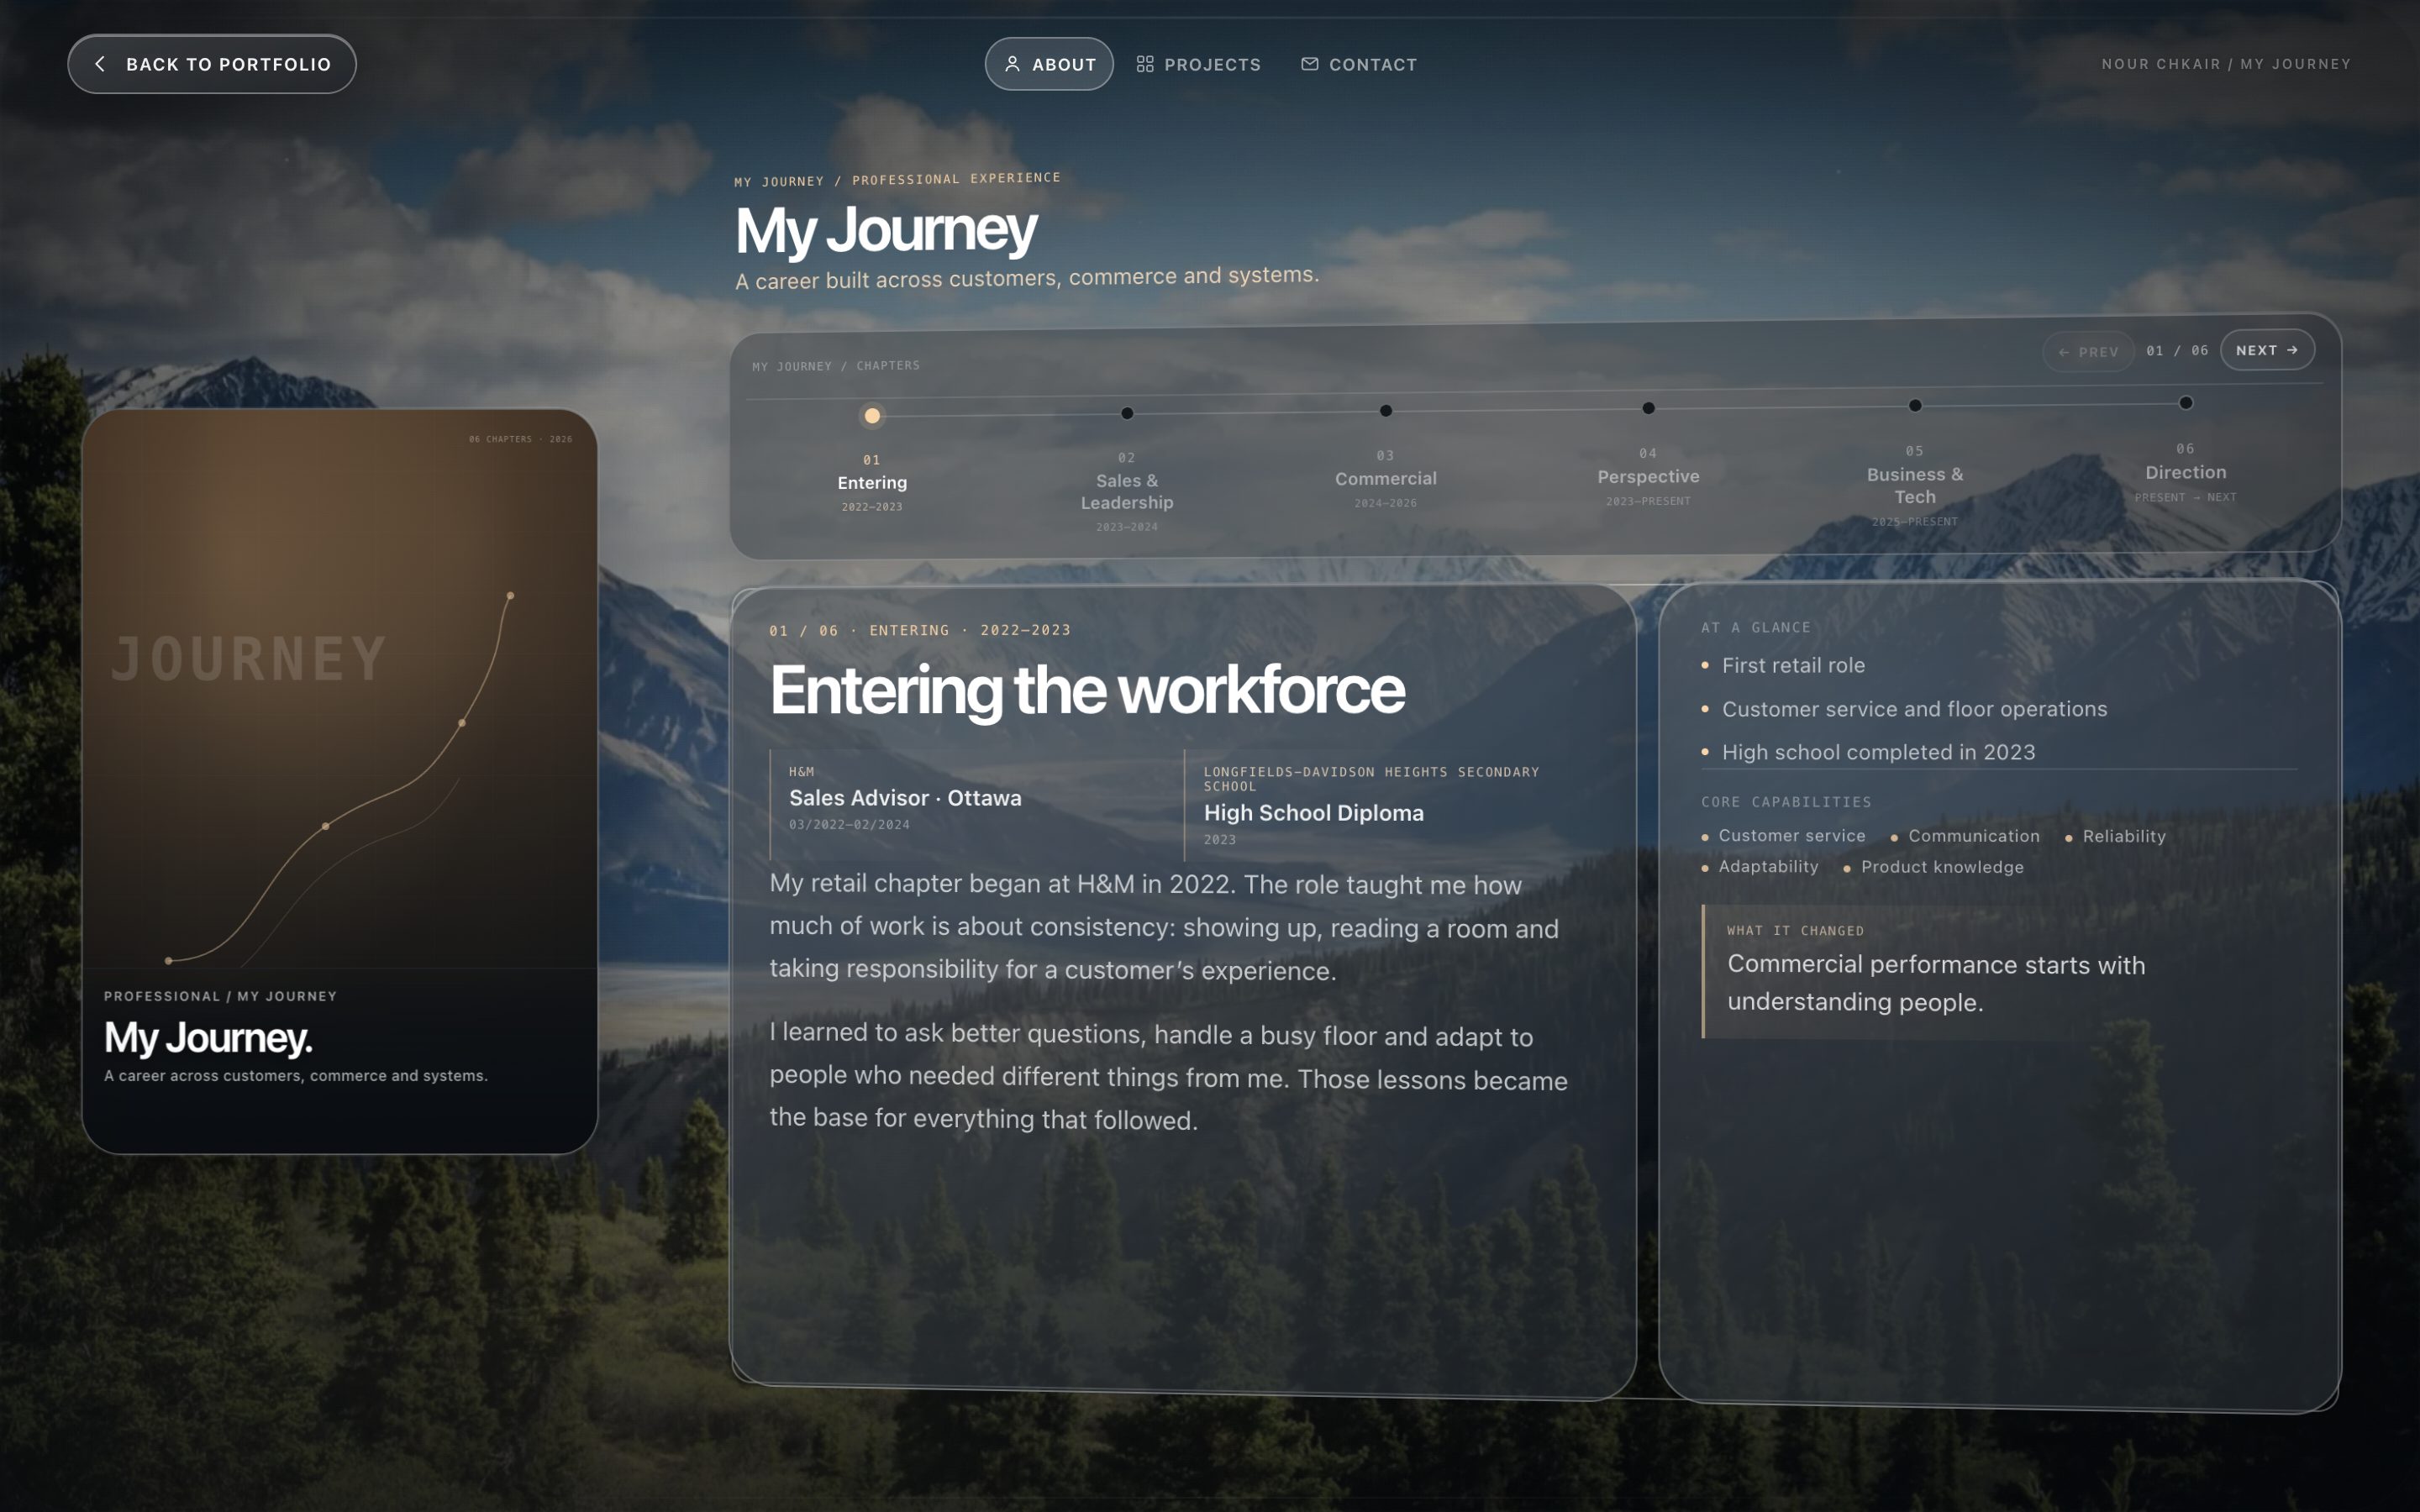 BACK TO PORTFOLIO
ABOUT
PROJECTS
CONTACT
NOUR CHKAIR / MY JOURNEY
MY JOURNEY / PROFESSIONAL EXPERIENCE
My Journey
A career built across customers, commerce and systems.
MY JOURNEY / CHAPTERS
← PREV
01 / 06
NEXT →
01
Entering
2022–2023
02
Sales &
Leadership
2023–2024
03
Commercial
2024–2026
04
Perspective
2023–PRESENT
05
Business &
Tech
2025–PRESENT
06
Direction
PRESENT → NEXT
06 CHAPTERS · 2026
JOURNEY
PROFESSIONAL / MY JOURNEY
My Journey.
A career across customers, commerce and systems.
01 / 06 · ENTERING · 2022–2023
Entering the workforce
H&M
Sales Advisor · Ottawa
03/2022–02/2024
LONGFIELDS–DAVIDSON HEIGHTS SECONDARY
SCHOOL
High School Diploma
2023
My retail chapter began at H&M in 2022. The role taught me how
much of work is about consistency: showing up, reading a room and
taking responsibility for a customer’s experience.
I learned to ask better questions, handle a busy floor and adapt to
people who needed different things from me. Those lessons became
the base for everything that followed.
AT A GLANCE
• First retail role
• Customer service and floor operations
• High school completed in 2023
CORE CAPABILITIES
• Customer service • Communication • Reliability
• Adaptability • Product knowledge
WHAT IT CHANGED
Commercial performance starts with
understanding people.